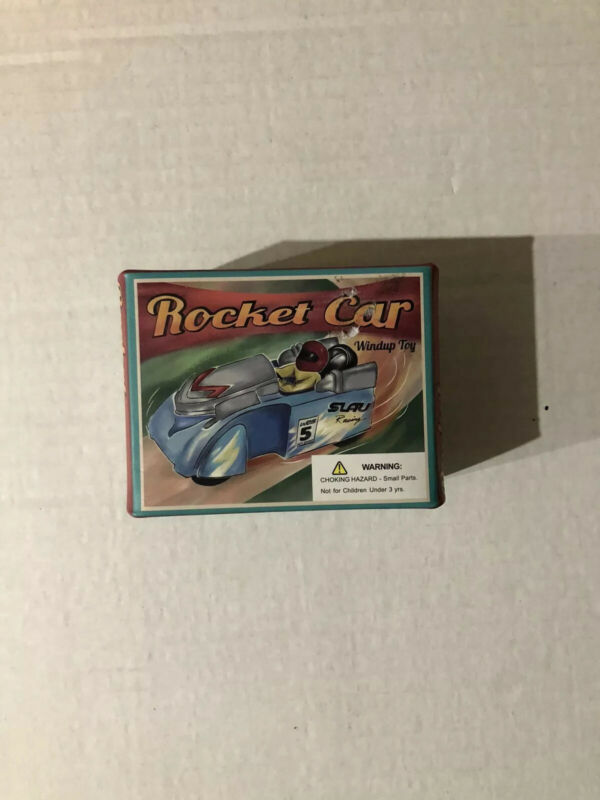 Rocket Car
Windup Toy
SLAU
Racing
5
WARNING:
CHOKING HAZARD - Small Parts.
Not for Children Under 3 yrs.